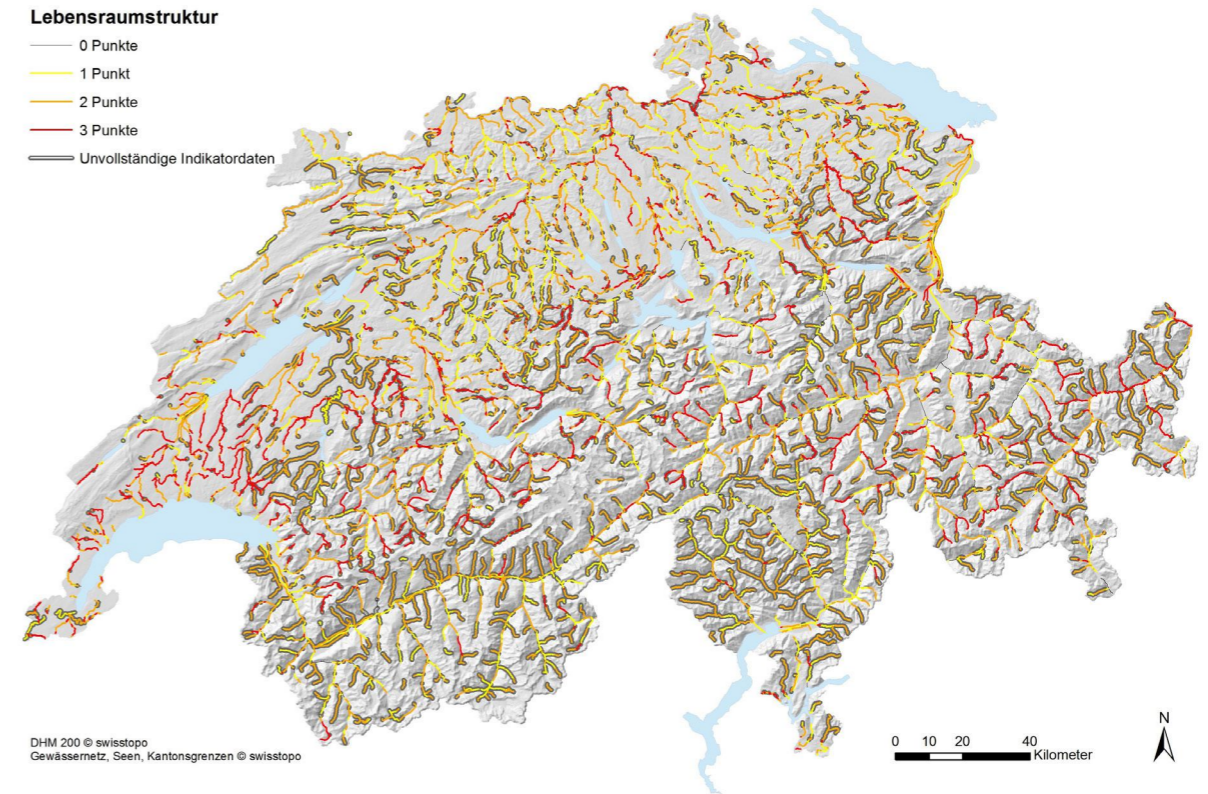 Lebensraumstruktur
0 Punkte
1 Punkt
2 Punkte
3 Punkte
Unvollständige Indikatordaten
DHM 200 © swisstopo
Gewässernetz, Seen, Kantonsgrenzen © swisstopo
0 10 20 40
Kilometer
N